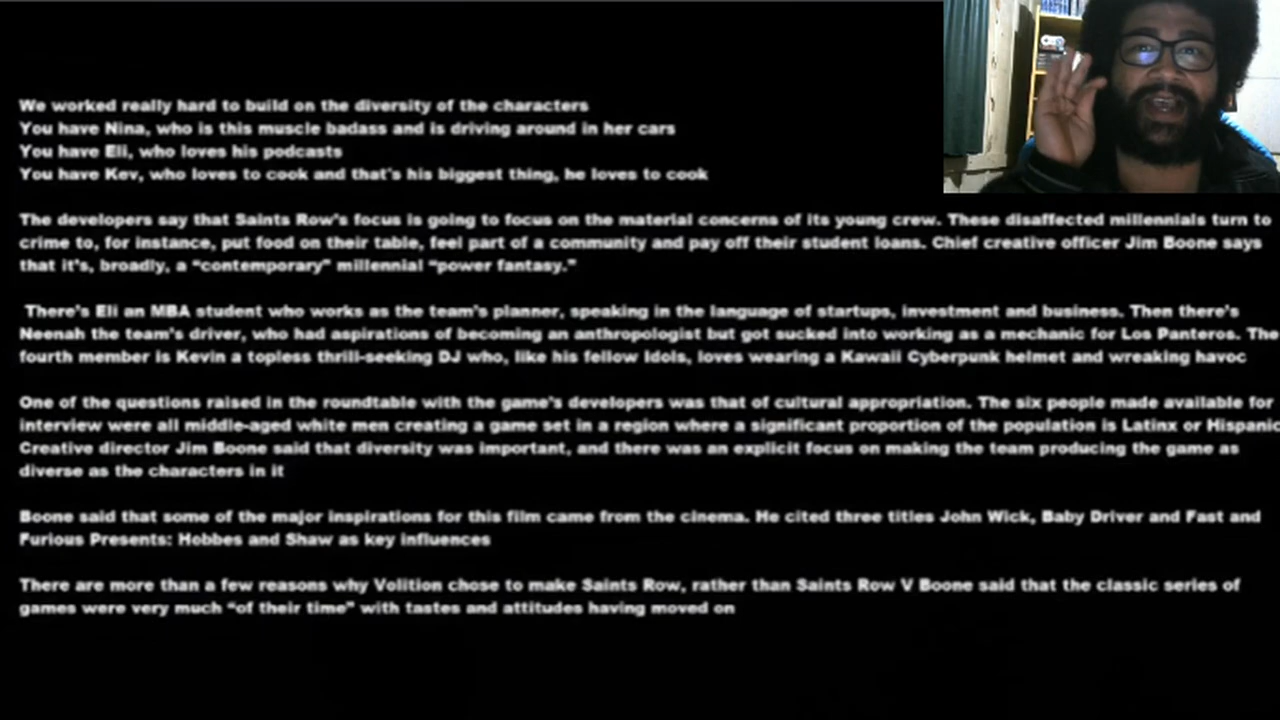 We worked really hard to build on the diversity of the characters
You have Nina, who is this muscle badass and is driving around in her cars
You have Eli, who loves his podcasts
You have Kev, who loves to cook and that's his biggest thing, he loves to cook
The developers say that Saints Row's focus is going to focus on the material concerns of its young crew. These disaffected millennials turn to
crime to, for instance, put food on their table, feel part of a community and pay off their student loans. Chief creative officer Jim Boone says
that it's, broadly, a “contemporary” millennial “power fantasy.”
There's Eli an MBA student who works as the team's planner, speaking in the language of startups, investment and business. Then there's
Neenah the team's driver, who had aspirations of becoming an anthropologist but got sucked into working as a mechanic for Los Panteros. The
fourth member is Kevin a topless thrill-seeking DJ who, like his fellow Idols, loves wearing a Kawaii Cyberpunk helmet and wreaking havoc
One of the questions raised in the roundtable with the game's developers was that of cultural appropriation. The six people made available for
interview were all middle-aged white men creating a game set in a region where a significant proportion of the population is Latinx or Hispanic
Creative director Jim Boone said that diversity was important, and there was an explicit focus on making the team producing the game as
diverse as the characters in it
Boone said that some of the major inspirations for this film came from the cinema. He cited three titles John Wick, Baby Driver and Fast and
Furious Presents: Hobbes and Shaw as key influences
There are more than a few reasons why Volition chose to make Saints Row, rather than Saints Row V Boone said that the classic series of
games were very much “of their time” with tastes and attitudes having moved on